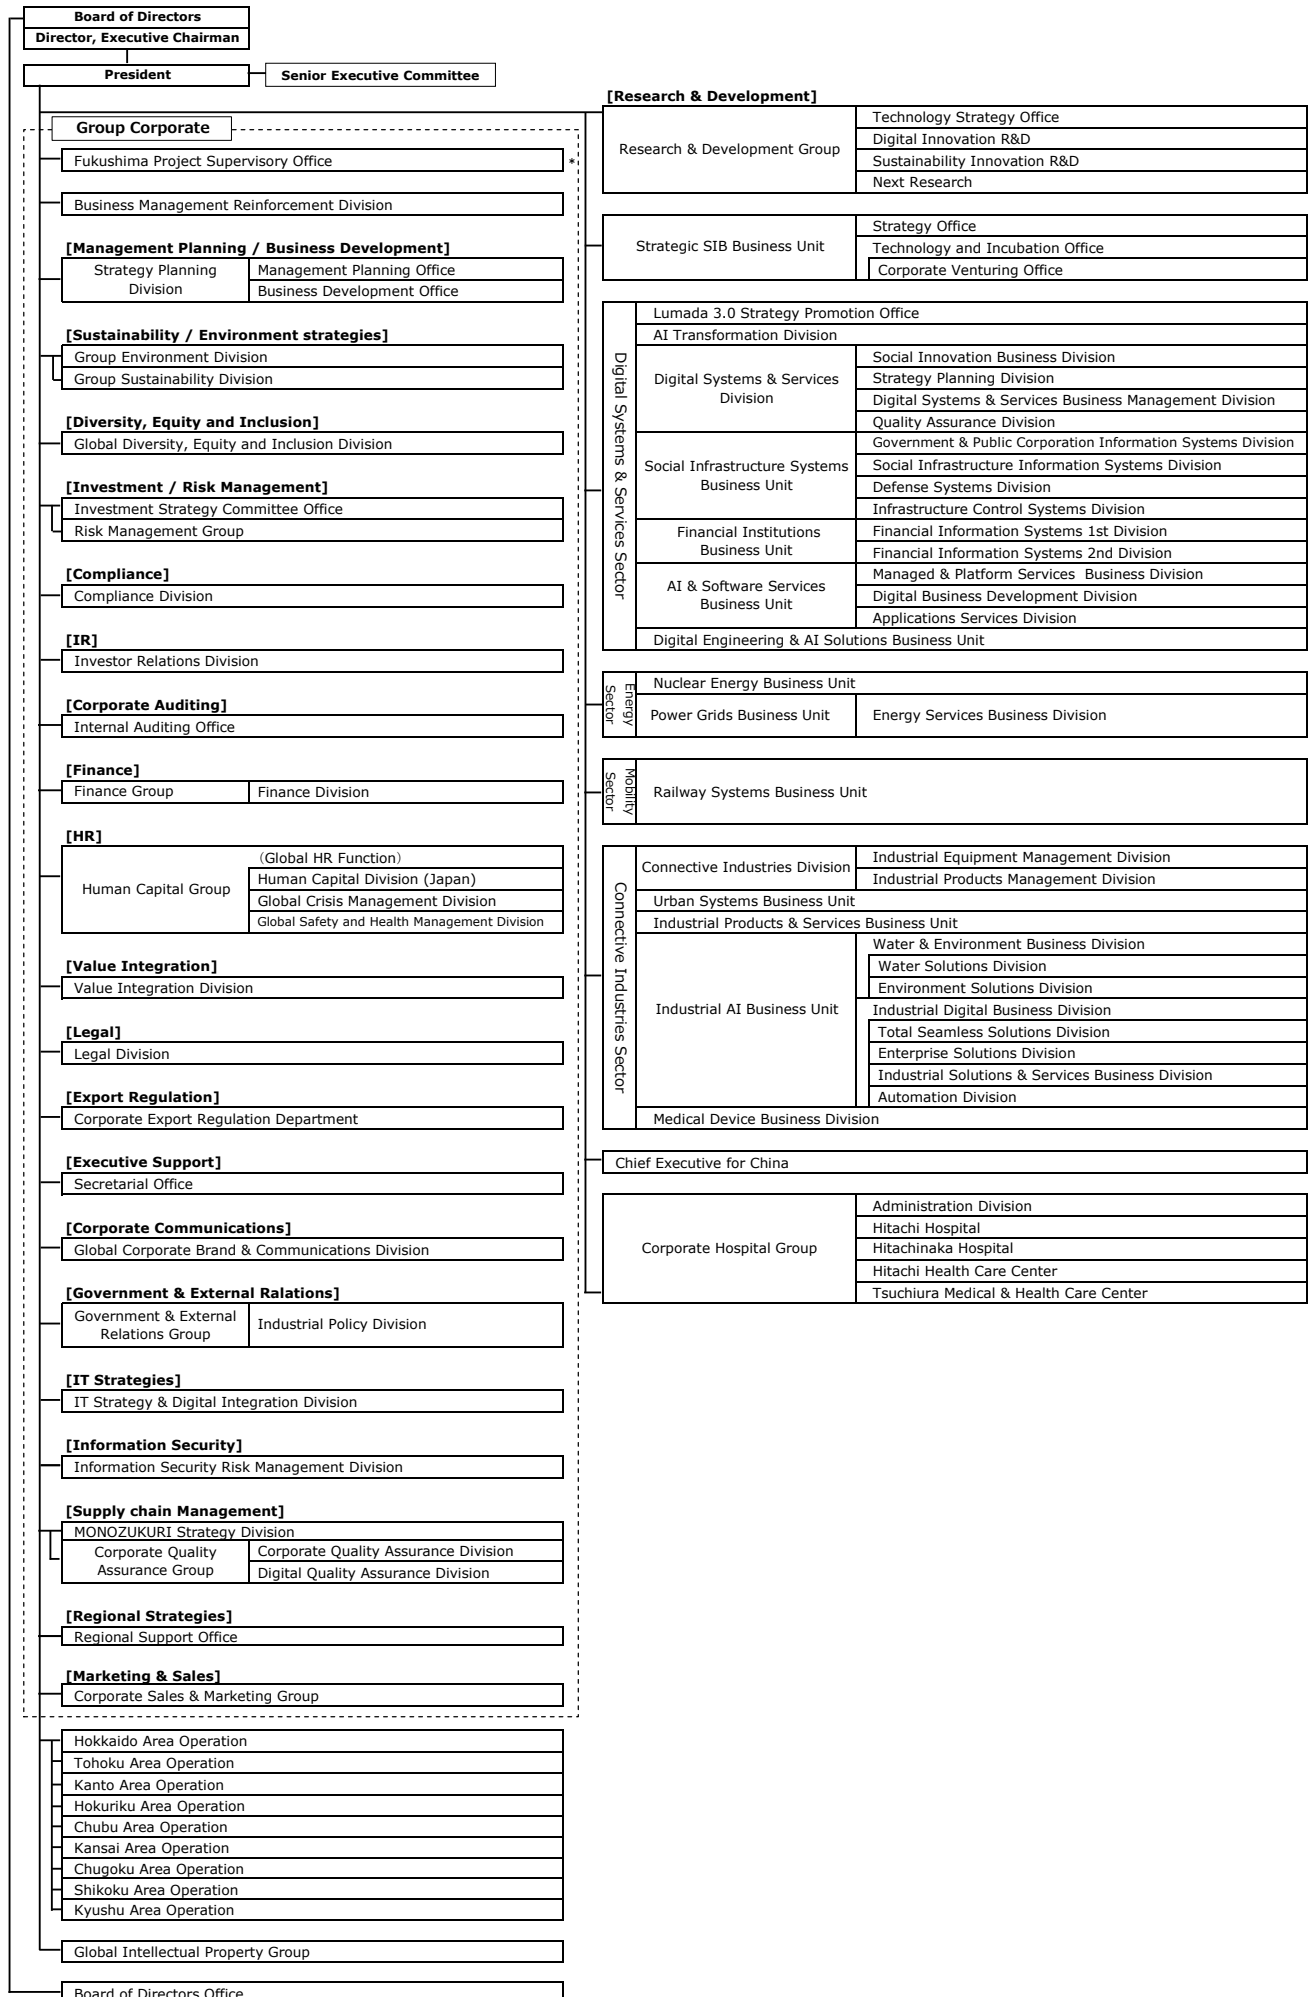 Board of Directors
Director, Executive Chairman
President
Senior Executive Committee
Group Corporate
Fukushima Project Supervisory Office
*
Business Management Reinforcement Division
[Management Planning / Business Development]
Strategy Planning
Division
Management Planning Office
Business Development Office
[Sustainability / Environment strategies]
Group Environment Division
Group Sustainability Division
[Diversity, Equity and Inclusion]
Global Diversity, Equity and Inclusion Division
[Investment / Risk Management]
Investment Strategy Committee Office
Risk Management Group
[Compliance]
Compliance Division
[IR]
Investor Relations Division
[Corporate Auditing]
Internal Auditing Office
[Finance]
Finance Group
Finance Division
[HR]
Human Capital Group
（Global HR Function）
Human Capital Division (Japan)
Global Crisis Management Division
Global Safety and Health Management Division
[Value Integration]
Value Integration Division
[Legal]
Legal Division
[Export Regulation]
Corporate Export Regulation Department
[Executive Support]
Secretarial Office
[Corporate Communications]
Global Corporate Brand & Communications Division
[Government & External Ralations]
Government & External
Relations Group
Industrial Policy Division
[IT Strategies]
IT Strategy & Digital Integration Division
[Information Security]
Information Security Risk Management Division
[Supply chain Management]
MONOZUKURI Strategy Division
Corporate Quality
Assurance Group
Corporate Quality Assurance Division
Digital Quality Assurance Division
[Regional Strategies]
Regional Support Office
[Marketing & Sales]
Corporate Sales & Marketing Group
Hokkaido Area Operation
Tohoku Area Operation
Kanto Area Operation
Hokuriku Area Operation
Chubu Area Operation
Kansai Area Operation
Chugoku Area Operation
Shikoku Area Operation
Kyushu Area Operation
Global Intellectual Property Group
Board of Directors Office
[Research & Development]
Research & Development Group
Technology Strategy Office
Digital Innovation R&D
Sustainability Innovation R&D
Next Research
Strategic SIB Business Unit
Strategy Office
Technology and Incubation Office
Corporate Venturing Office
Digital Systems & Services Sector
Lumada 3.0 Strategy Promotion Office
AI Transformation Division
Digital Systems & Services
Division
Social Innovation Business Division
Strategy Planning Division
Digital Systems & Services Business Management Division
Quality Assurance Division
Social Infrastructure Systems
Business Unit
Government & Public Corporation Information Systems Division
Social Infrastructure Information Systems Division
Defense Systems Division
Infrastructure Control Systems Division
Financial Institutions
Business Unit
Financial Information Systems 1st Division
Financial Information Systems 2nd Division
AI & Software Services
Business Unit
Managed & Platform Services  Business Division
Digital Business Development Division
Applications Services Division
Digital Engineering & AI Solutions Business Unit
Energy
Sector
Nuclear Energy Business Unit
Power Grids Business Unit
Energy Services Business Division
Mobility
Sector
Railway Systems Business Unit
Connective Industries Sector
Connective Industries Division
Industrial Equipment Management Division
Industrial Products Management Division
Urban Systems Business Unit
Industrial Products & Services Business Unit
Industrial AI Business Unit
Water & Environment Business Division
Water Solutions Division
Environment Solutions Division
Industrial Digital Business Division
Total Seamless Solutions Division
Enterprise Solutions Division
Industrial Solutions & Services Business Division
Automation Division
Medical Device Business Division
Chief Executive for China
Corporate Hospital Group
Administration Division
Hitachi Hospital
Hitachinaka Hospital
Hitachi Health Care Center
Tsuchiura Medical & Health Care Center